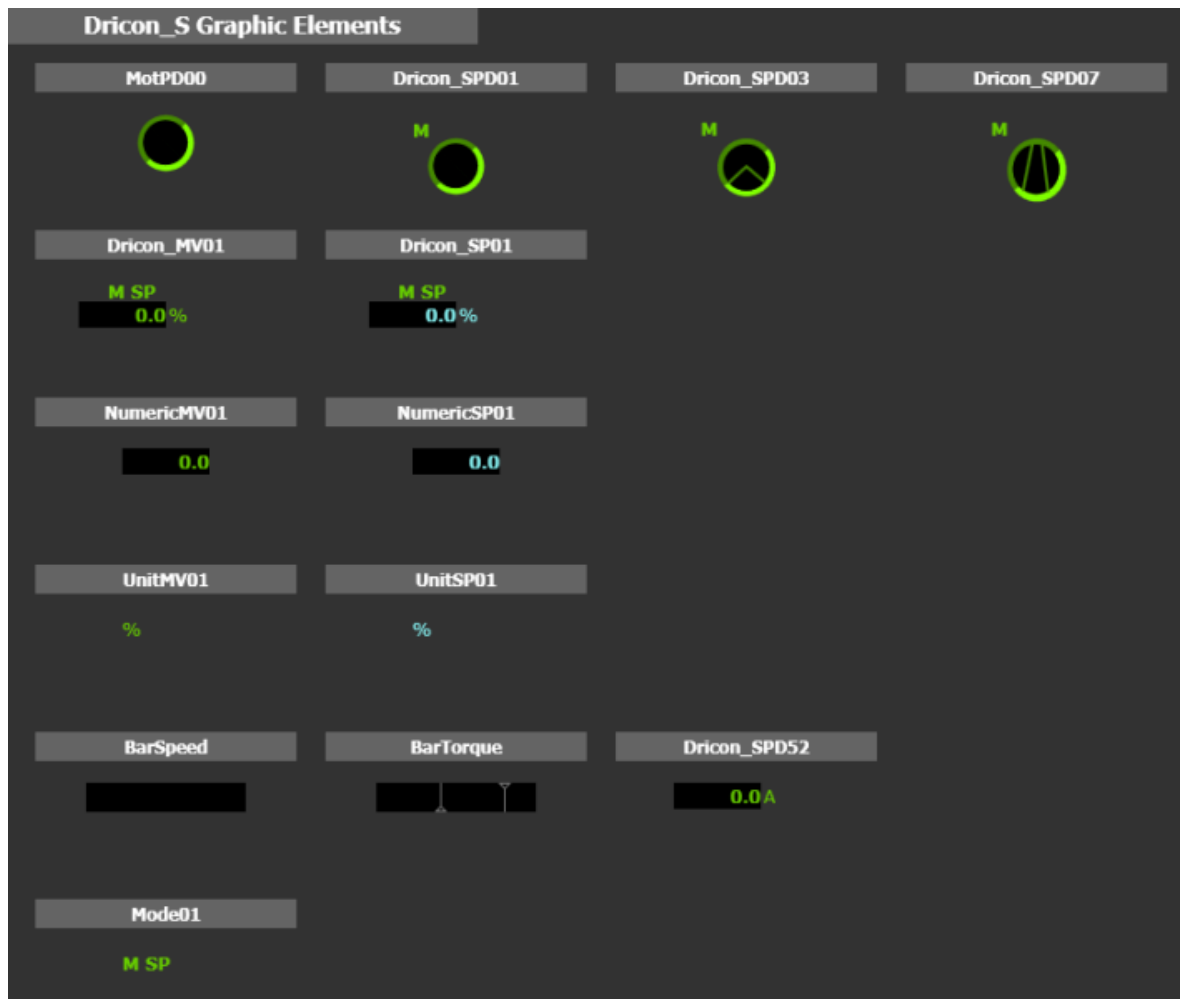 Dricon_S Graphic Elements
MotPD00 Dricon_SPD01 Dricon_SPD03 Dricon_SPD07
M M M
Dricon_MV01 Dricon_SP01
M SP M SP
0.0% 0.0%
NumericMV01 NumericSP01
0.0 0.0
UnitMV01 UnitSP01
% %
BarSpeed BarTorque Dricon_SPD52
0.0A
Mode01
M SP